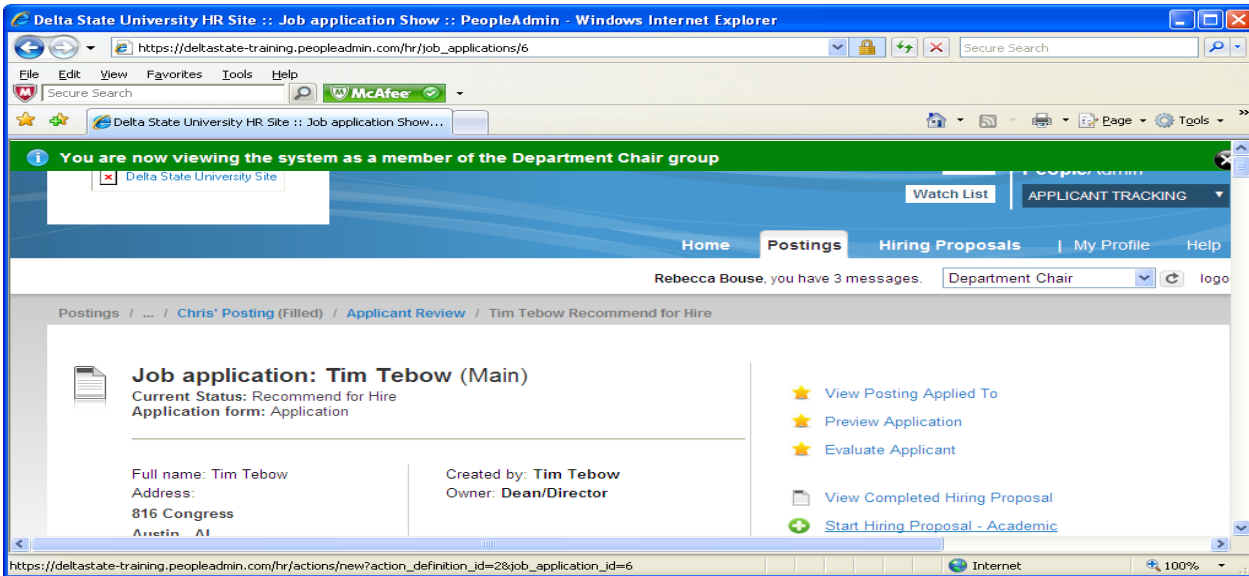 Delta State University HR Site :: Job application Show :: PeopleAdmin - Windows Internet Explorer
https://deltastate-training.peopleadmin.com/hr/job_applications/6
Secure Search
File Edit View Favorites Tools Help
Secure Search McAfee
Delta State University HR Site :: Job application Show... Page Tools »
You are now viewing the system as a member of the Department Chair group
Delta State University Site
PeopleAdmin
Watch List APPLICANT TRACKING
Home Postings Hiring Proposals | My Profile Help
Rebecca Bouse, you have 3 messages. Department Chair logo
Postings / ... / Chris' Posting (Filled) / Applicant Review / Tim Tebow Recommend for Hire
Job application: Tim Tebow (Main)
Current Status: Recommend for Hire
Application form: Application
View Posting Applied To
Preview Application
Evaluate Applicant
Full name: Tim Tebow
Address:
816 Congress
Austin, AL
Created by: Tim Tebow
Owner: Dean/Director
View Completed Hiring Proposal
Start Hiring Proposal - Academic
https://deltastate-training.peopleadmin.com/hr/actions/new?action_definition_id=2&job_application_id=6 Internet 100%